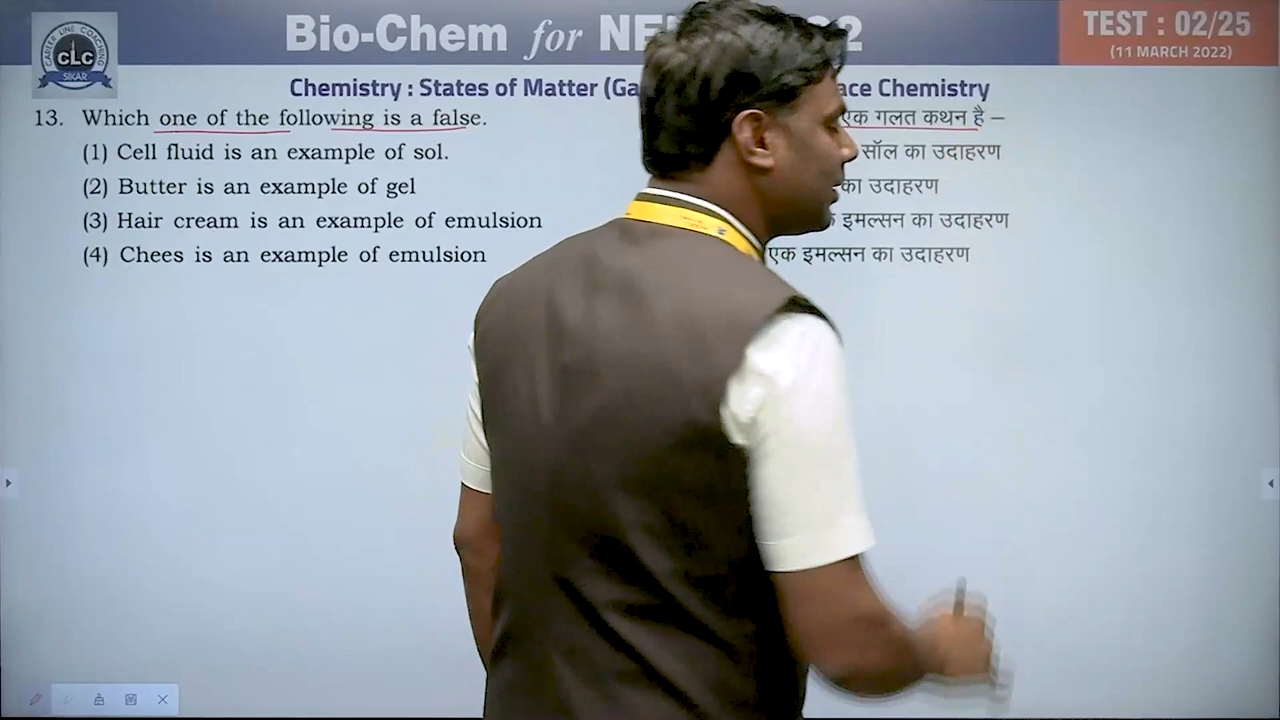 Bio-Chem for NE 2
TEST : 02/25
(11 MARCH 2022)
CAREER LINE COACHING
CLC
SIKAR
Chemistry : States of Matter ace Chemistry
13. Which one of the following is a false.
एक गलत कथन है –
(1) Cell fluid is an example of sol.
सॉल का उदाहरण
(2) Butter is an example of gel
का उदाहरण
(3) Hair cream is an example of emulsion
इमल्सन का उदाहरण
(4) Chees is an example of emulsion
एक इमल्सन का उदाहरण